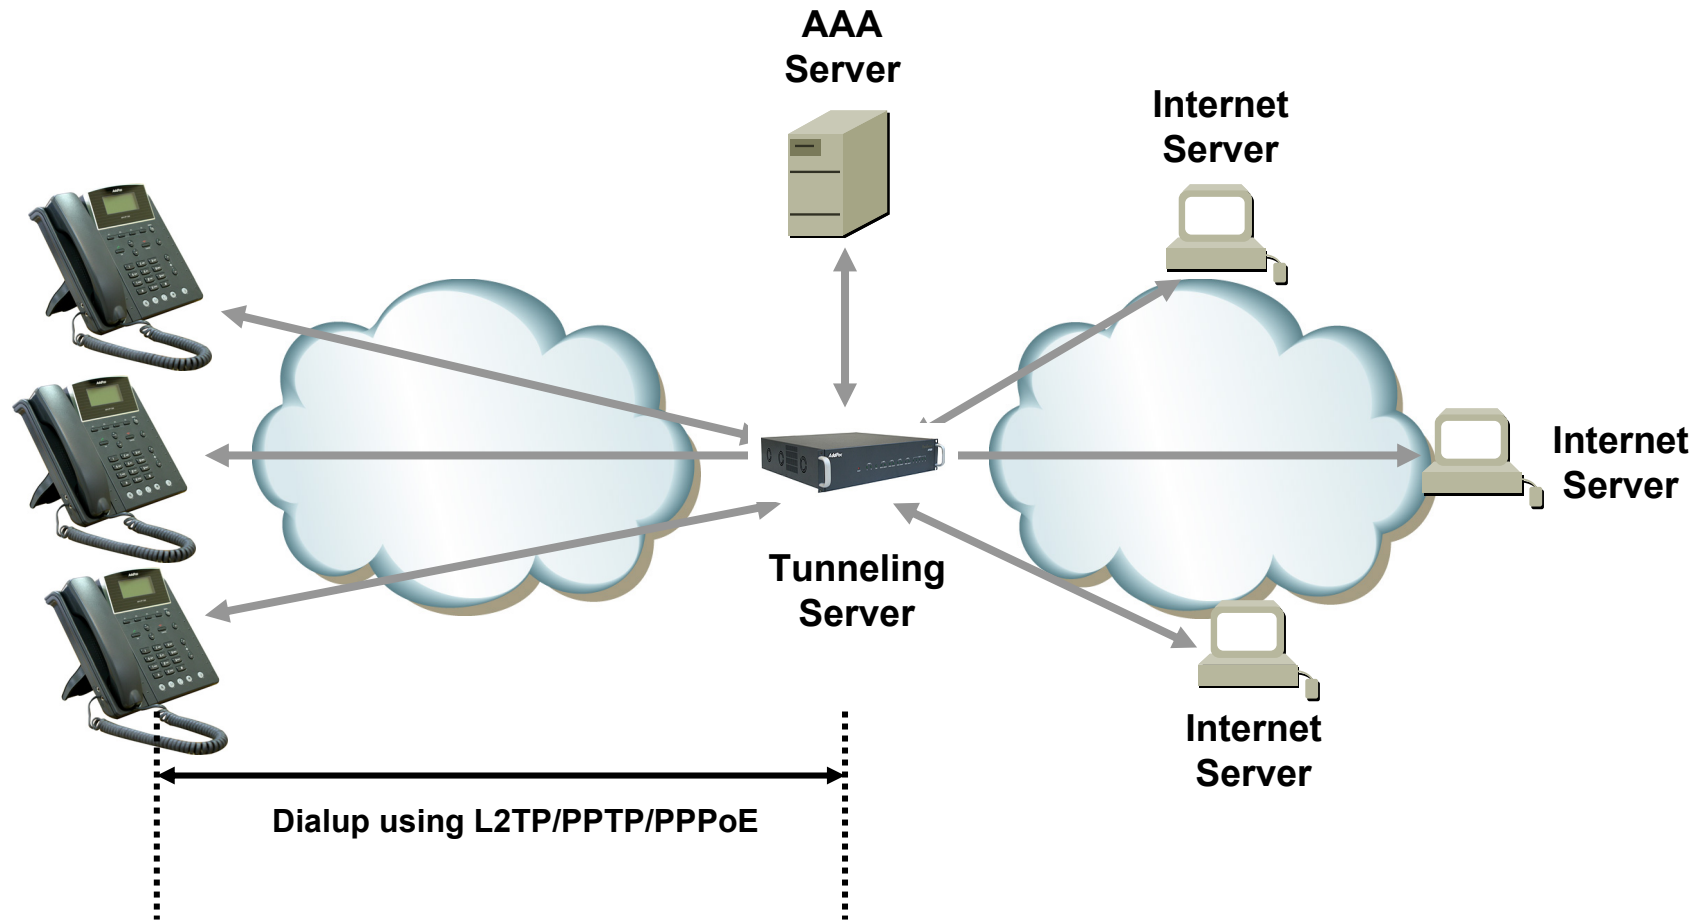 AAA
Server
Internet
Server
Internet
Server
Tunneling
Server
Internet
Server
Dialup using L2TP/PPTP/PPPoE